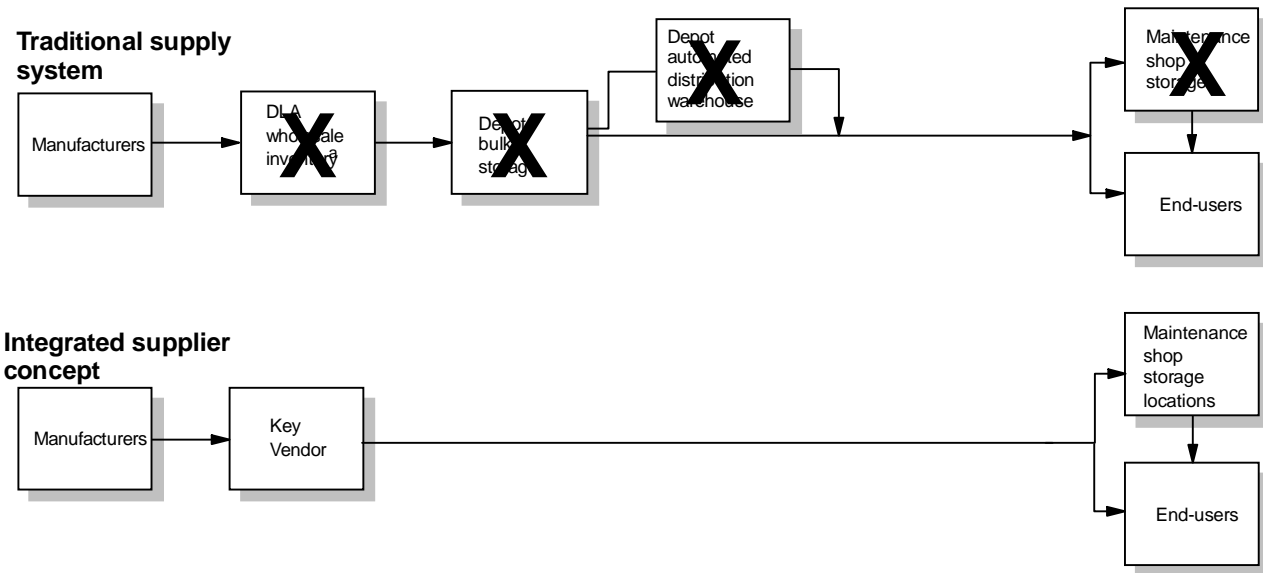 Traditional supply
system
Manufacturers
DLA
wholesale
inventory a
Depot
bulk
storage
Depot
automated
distribution
warehouse
Maintenance
shop
storage
End-users
Integrated supplier
concept
Manufacturers
Key
Vendor
Maintenance
shop
storage
locations
End-users